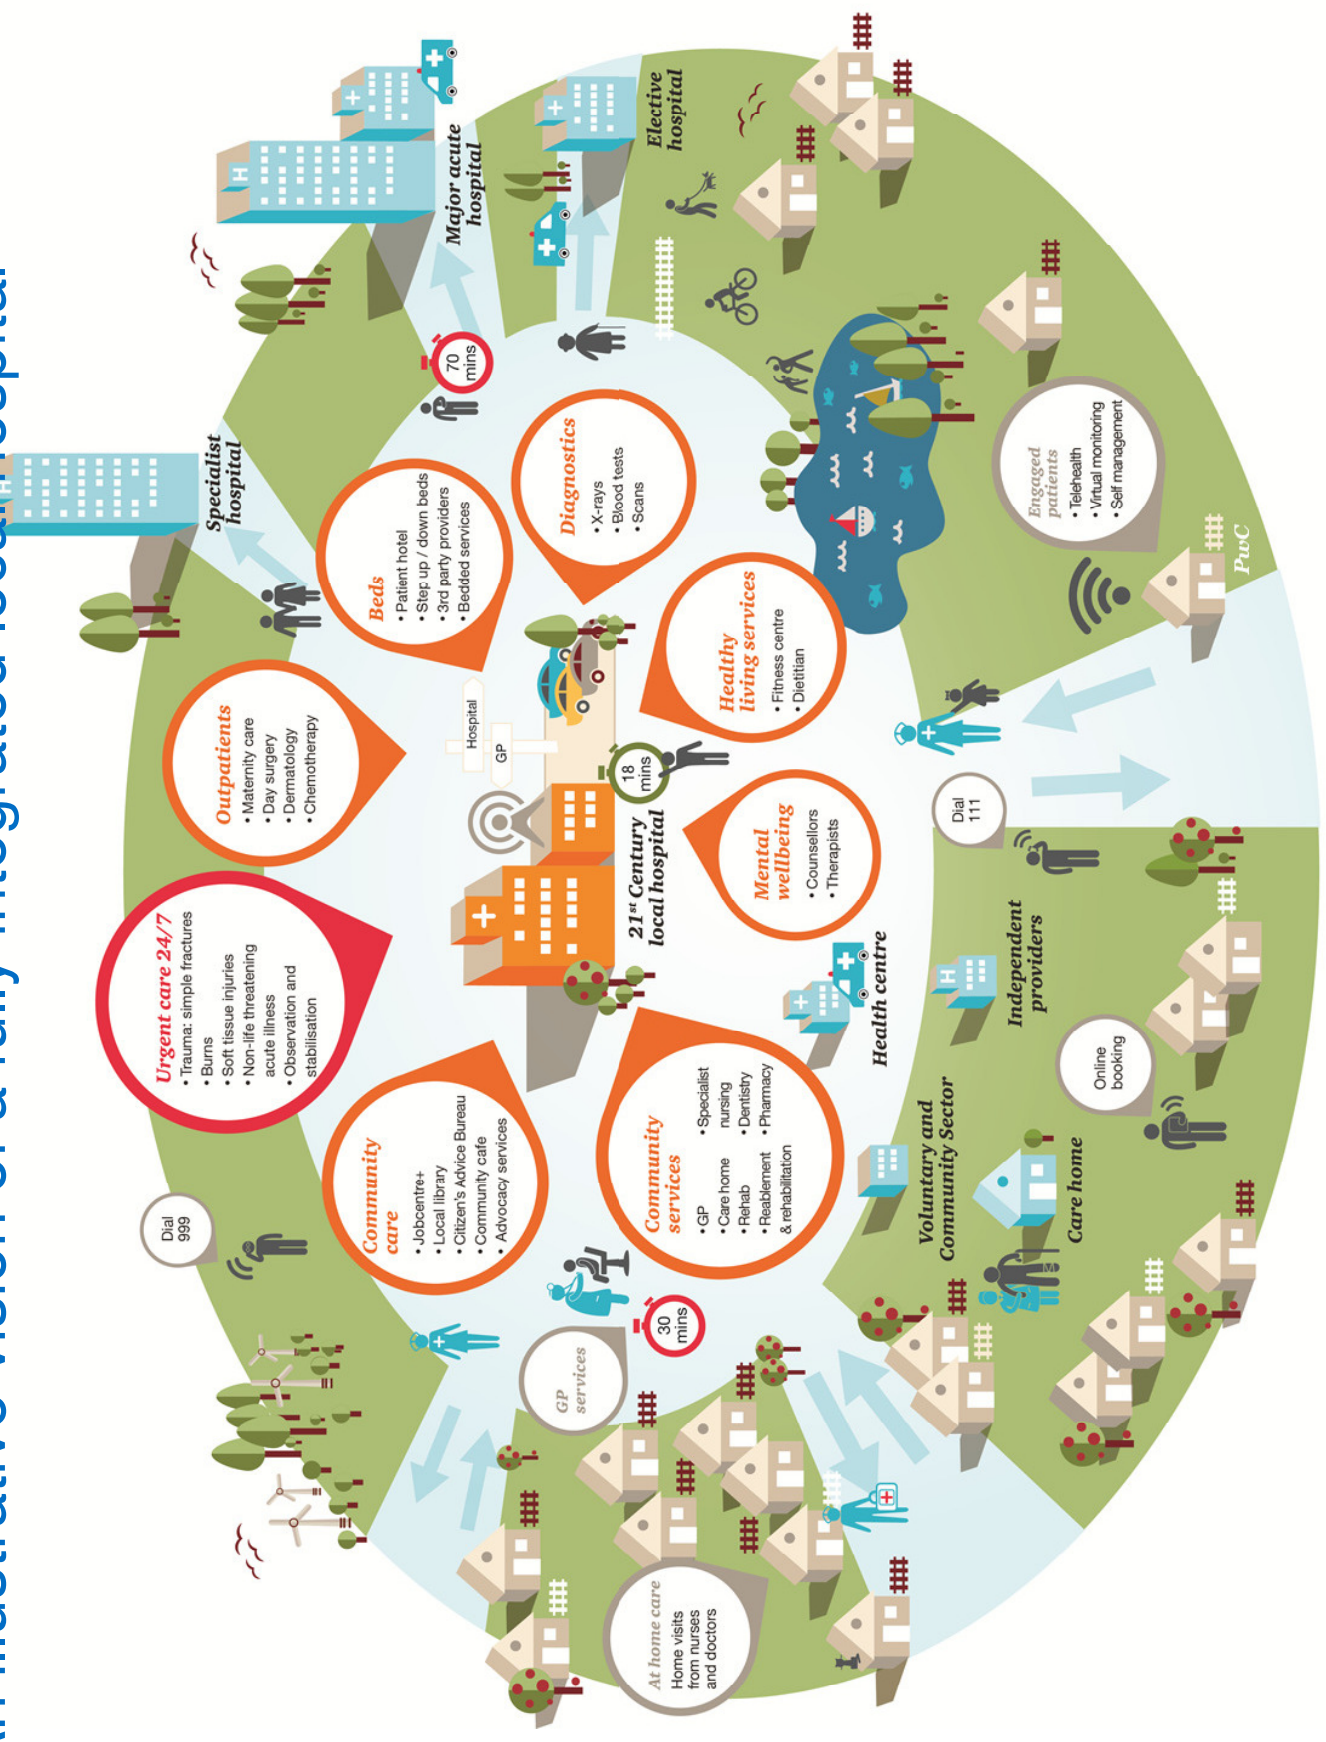 An illustrative vision of a fully integrated local hospital
Specialist
hospital
Dial
999
Urgent care 24/7
• Trauma: simple fractures
• Burns
• Soft tissue injuries
• Non-life threatening
acute illness
• Observation and
stabilisation
Outpatients
• Maternity care
• Day surgery
• Dermatology
• Chemotherapy
H
Major acute
hospital
70
mins
Beds
• Patient hotel
• Step up / down beds
• 3rd party providers
• Bedded services
Community
care
• Jobcentre+
• Local library
• Citizen's Advice Bureau
• Community cafe
• Advocacy services
Hospital
GP
Diagnostics
• X-rays
• Blood tests
• Scans
Elective
hospital
GP
services
30
mins
21st Century
local hospital
18
mins
Community
services
• GP
• Care home
• Rehab
• Reablement
& rehabilitation
• Specialist
nursing
• Dentistry
• Pharmacy
At home care
Home visits
from nurses
and doctors
Mental
wellbeing
• Counsellors
• Therapists
Healthy
living services
• Fitness centre
• Dietitian
Health centre
Voluntary and
Community Sector
H
Independent
providers
Dial
111
Care home
Online
booking
Engaged
patients
• Telehealth
• Virtual monitoring
• Self management
PwC